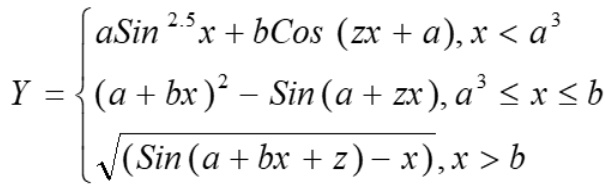 aSin^2.5 x + bCos (zx + a), x < a^3
Y = { (a + bx)^2 − Sin(a + zx), a^3 ≤ x ≤ b
√(Sin(a + bx + z) − x), x > b